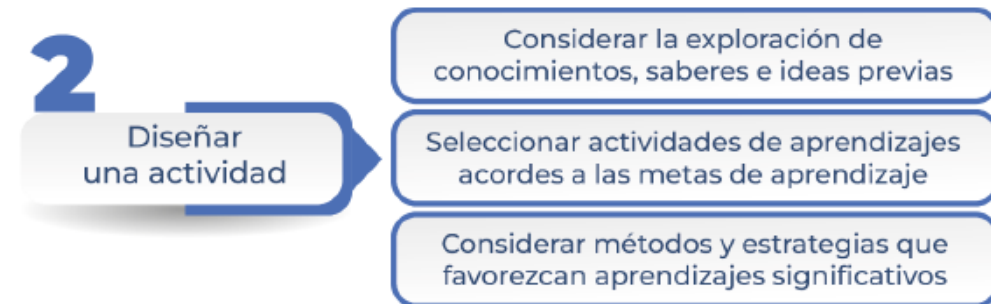 2
Diseñar
una actividad
Considerar la exploración de
conocimientos, saberes e ideas previas
Seleccionar actividades de aprendizajes
acordes a las metas de aprendizaje
Considerar métodos y estrategias que
favorezcan aprendizajes significativos